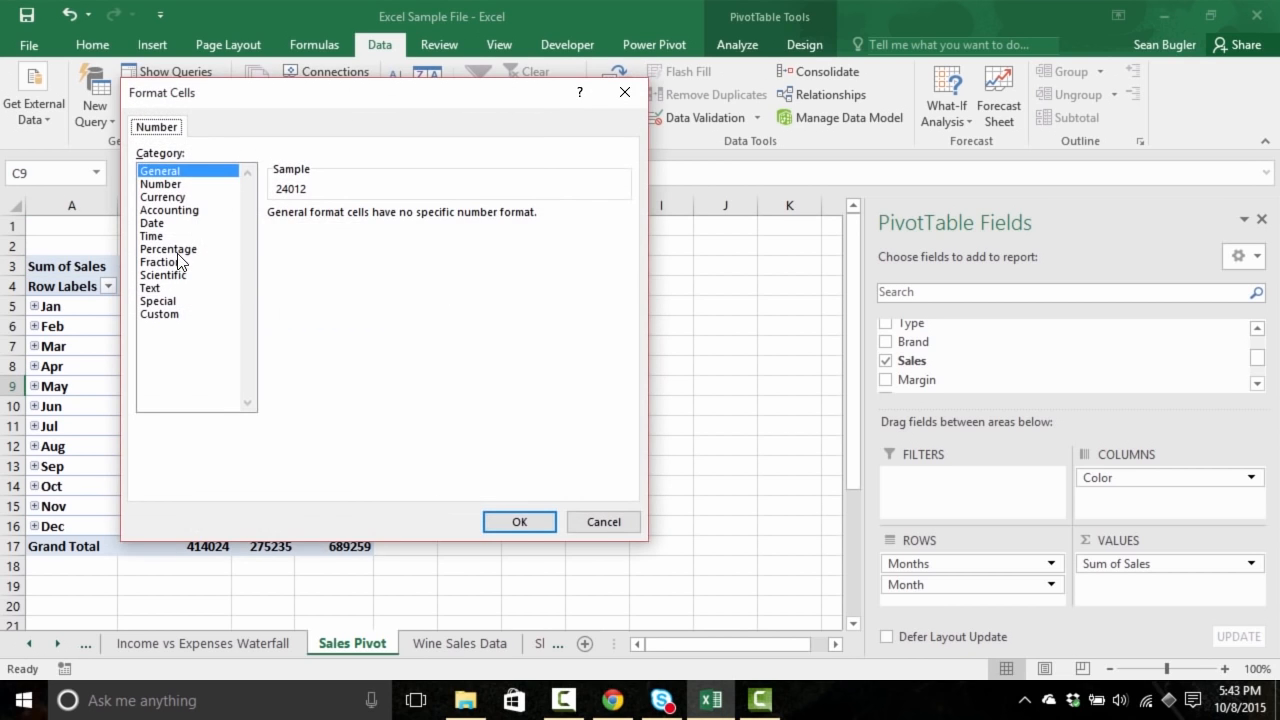 Excel Sample File - Excel
PivotTable Tools
File Home Insert Page Layout Formulas Data Review View Developer Power Pivot Analyze Design Tell me what you want to do... Sean Bugler Share
Get External Data
New Query
Show Queries
Connections
Clear
Flash Fill
Remove Duplicates
Data Validation
Consolidate
Relationships
Manage Data Model
Data Tools
What-If Analysis
Forecast Sheet
Forecast
Group
Ungroup
Subtotal
Outline
C9
Format Cells
?
Number
Category:
General
Number
Currency
Accounting
Date
Time
Percentage
Fraction
Scientific
Text
Special
Custom
Sample
24012
General format cells have no specific number format.
OK Cancel
A I J K
1
2
3 Sum of Sales
4 Row Labels
5 Jan
6 Feb
7 Mar
8 Apr
9 May
10 Jun
11 Jul
12 Aug
13 Sep
14 Oct
15 Nov
16 Dec
17 Grand Total 414024 275235 689259
18
19
20
21
PivotTable Fields
Choose fields to add to report:
Search
Type
Brand
Sales
Margin
Drag fields between areas below:
FILTERS
COLUMNS
Color
ROWS
Months
Month
Σ VALUES
Sum of Sales
Defer Layout Update UPDATE
... Income vs Expenses Waterfall Sales Pivot Wine Sales Data Sl ...
Ready 100%
Ask me anything
5:43 PM
10/8/2015